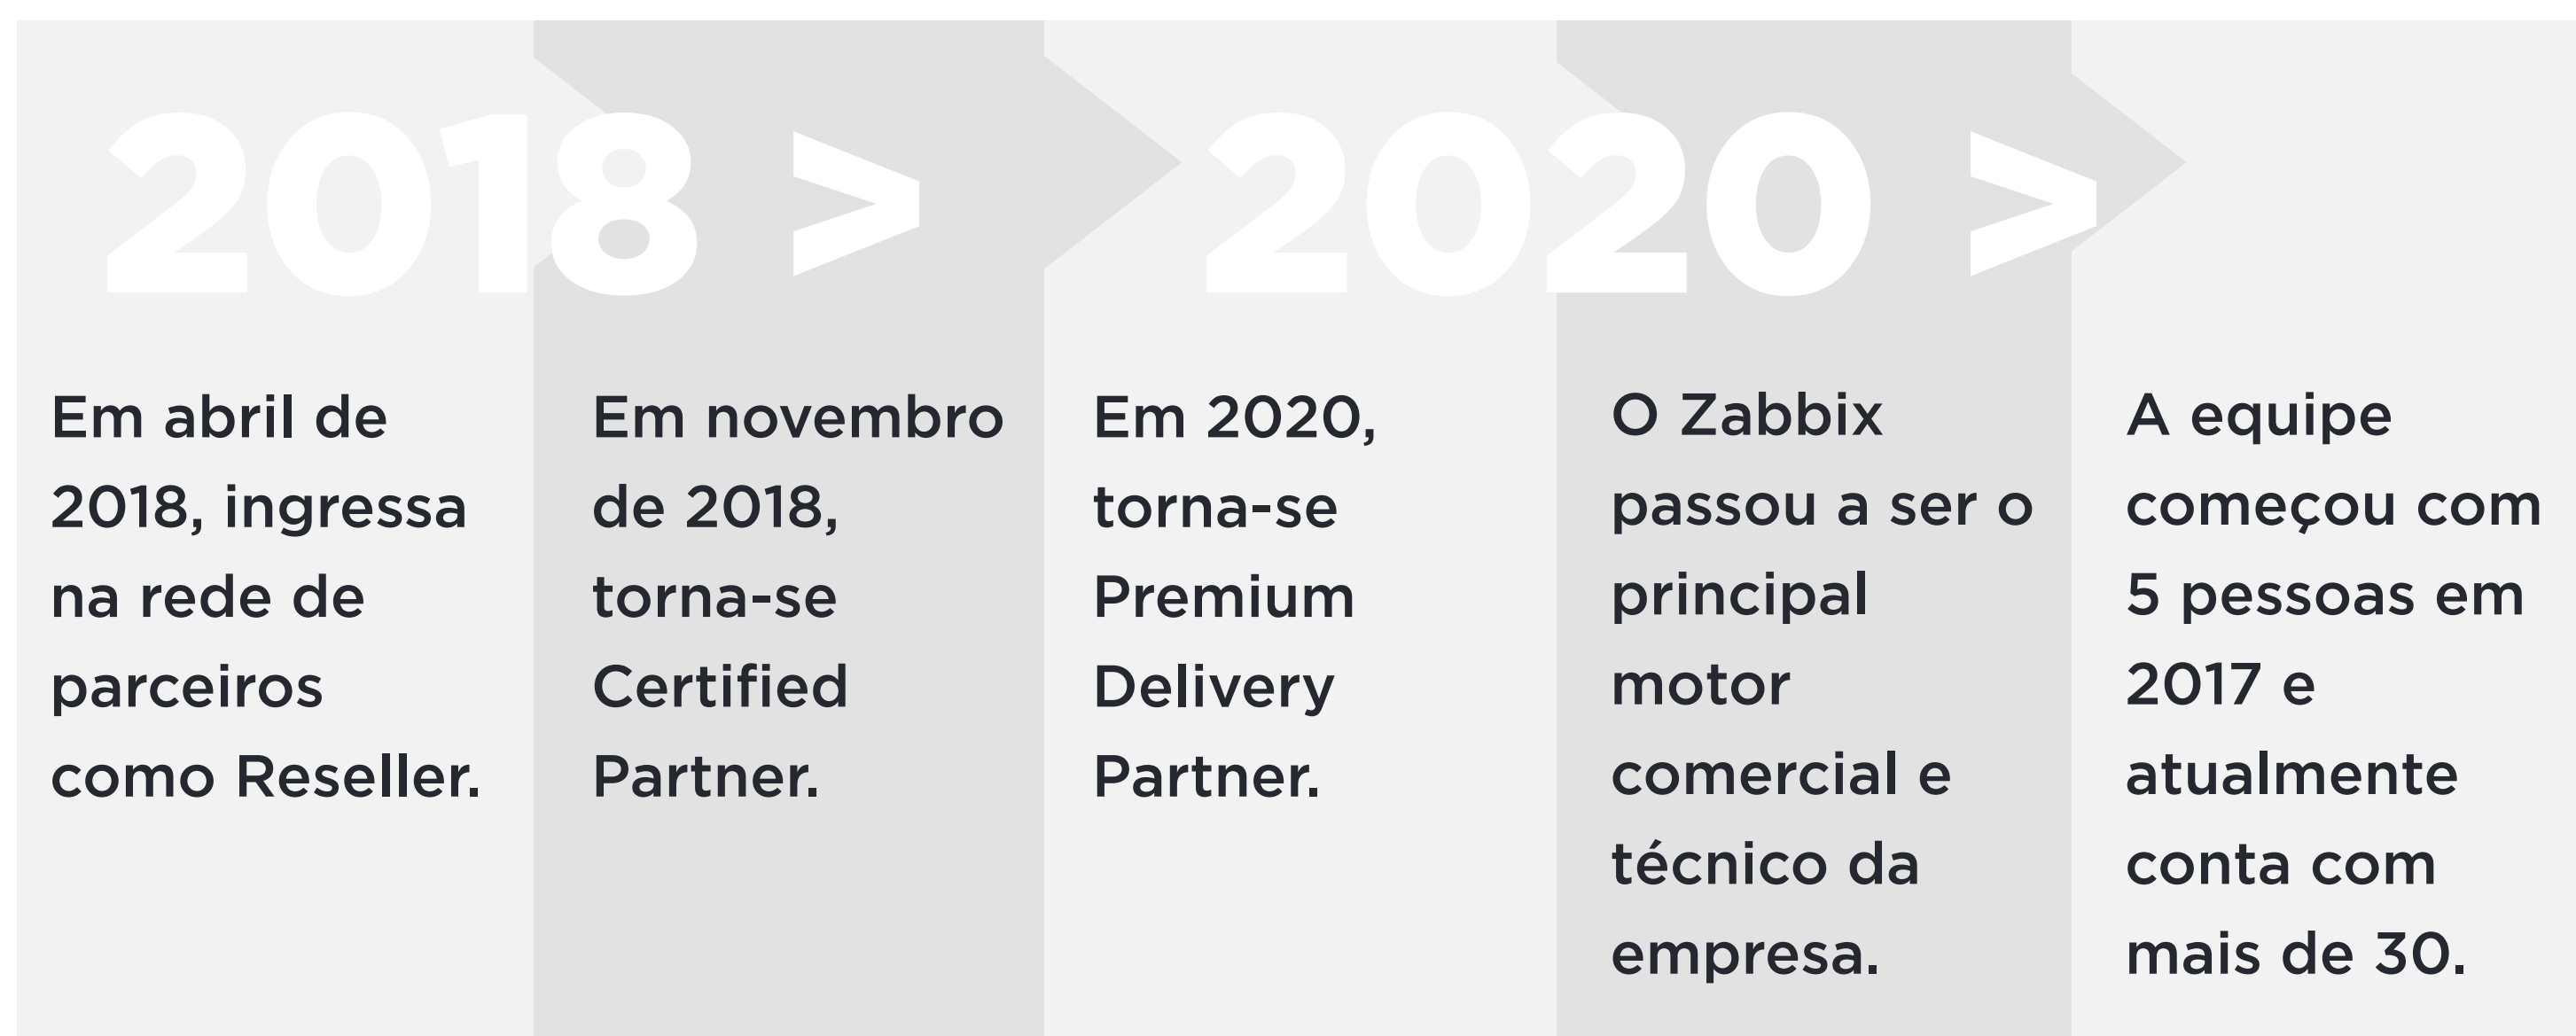 2018 >
2020 >
Em abril de
2018, ingressa
na rede de
parceiros
como Reseller.
Em novembro
de 2018,
torna-se
Certified
Partner.
Em 2020,
torna-se
Premium
Delivery
Partner.
O Zabbix
passou a ser o
principal
motor
comercial e
técnico da
empresa.
A equipe
começou com
5 pessoas em
2017 e
atualmente
conta com
mais de 30.